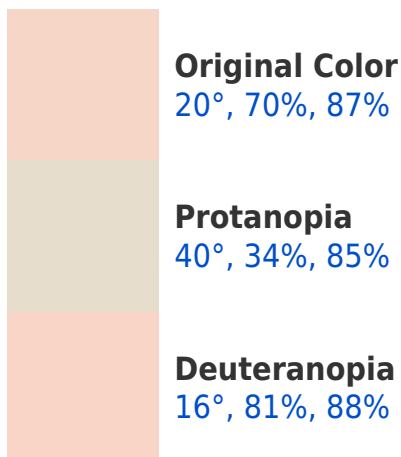 Original Color
20°, 70%, 87%
Protanopia
40°, 34%, 85%
Deuteranopia
16°, 81%, 88%